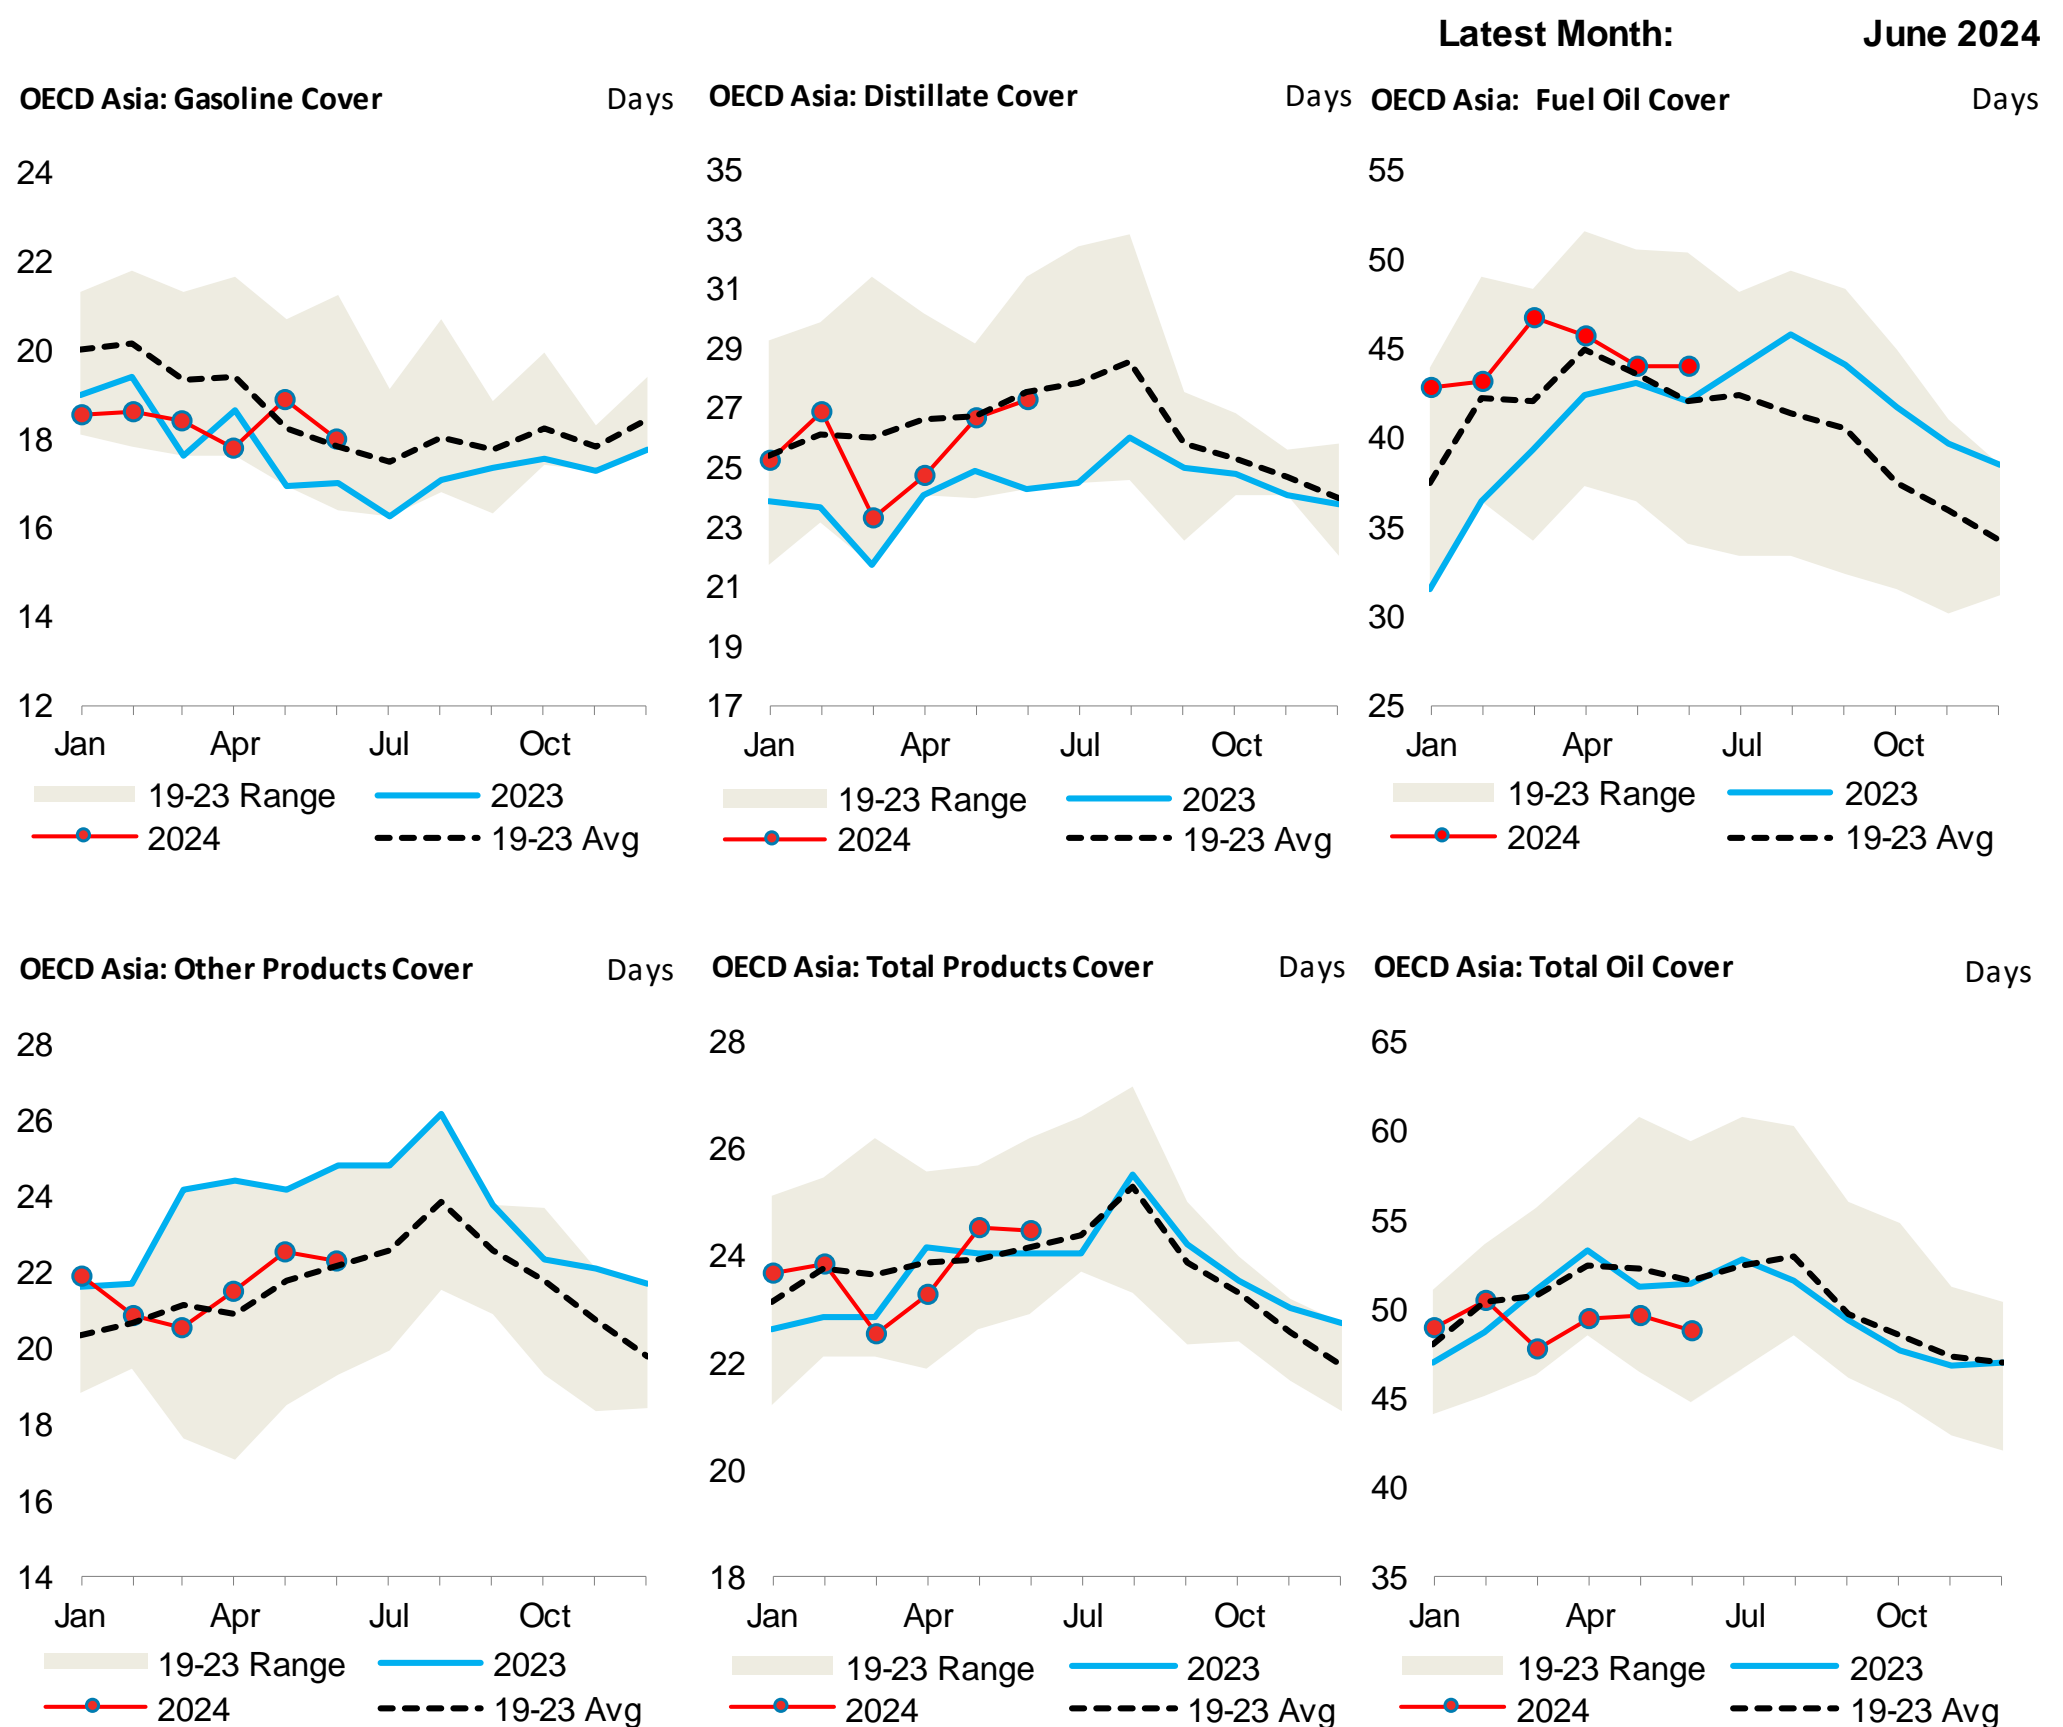 Latest Month: June 2024
OECD Asia: Gasoline Cover Days
24
22
20
18
16
14
12
Jan Apr Jul Oct
19-23 Range 2023
2024 19-23 Avg
OECD Asia: Distillate Cover Days
35
33
31
29
27
25
23
21
19
17
Jan Apr Jul Oct
19-23 Range 2023
2024 19-23 Avg
OECD Asia: Fuel Oil Cover Days
55
50
45
40
35
30
25
Jan Apr Jul Oct
19-23 Range 2023
2024 19-23 Avg
OECD Asia: Other Products Cover Days
28
26
24
22
20
18
16
14
Jan Apr Jul Oct
19-23 Range 2023
2024 19-23 Avg
OECD Asia: Total Products Cover Days
28
26
24
22
20
18
Jan Apr Jul Oct
19-23 Range 2023
2024 19-23 Avg
OECD Asia: Total Oil Cover Days
65
60
55
50
45
40
35
Jan Apr Jul Oct
19-23 Range 2023
2024 19-23 Avg